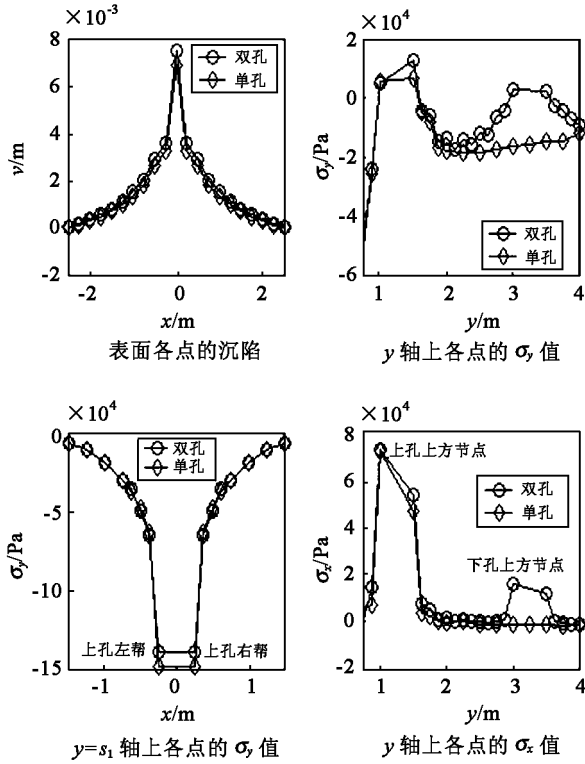 ×10⁻³
8
6
4
2
0
-2
v/m
双孔
单孔
-2
0
2
x/m
表面各点的沉陷
×10⁴
2
0
-2
-4
-6
σy/Pa
双孔
单孔
1
2
3
4
y/m
y 轴上各点的 σy 值
×10⁴
0
-5
-10
-15
σy/Pa
双孔
单孔
上孔左帮
上孔右帮
-1
0
1
x/m
y=s₁ 轴上各点的 σy 值
×10⁴
8
6
4
2
0
-2
σx/Pa
上孔上方节点
双孔
单孔
下孔上方节点
1
2
3
4
y/m
y 轴上各点的 σx 值